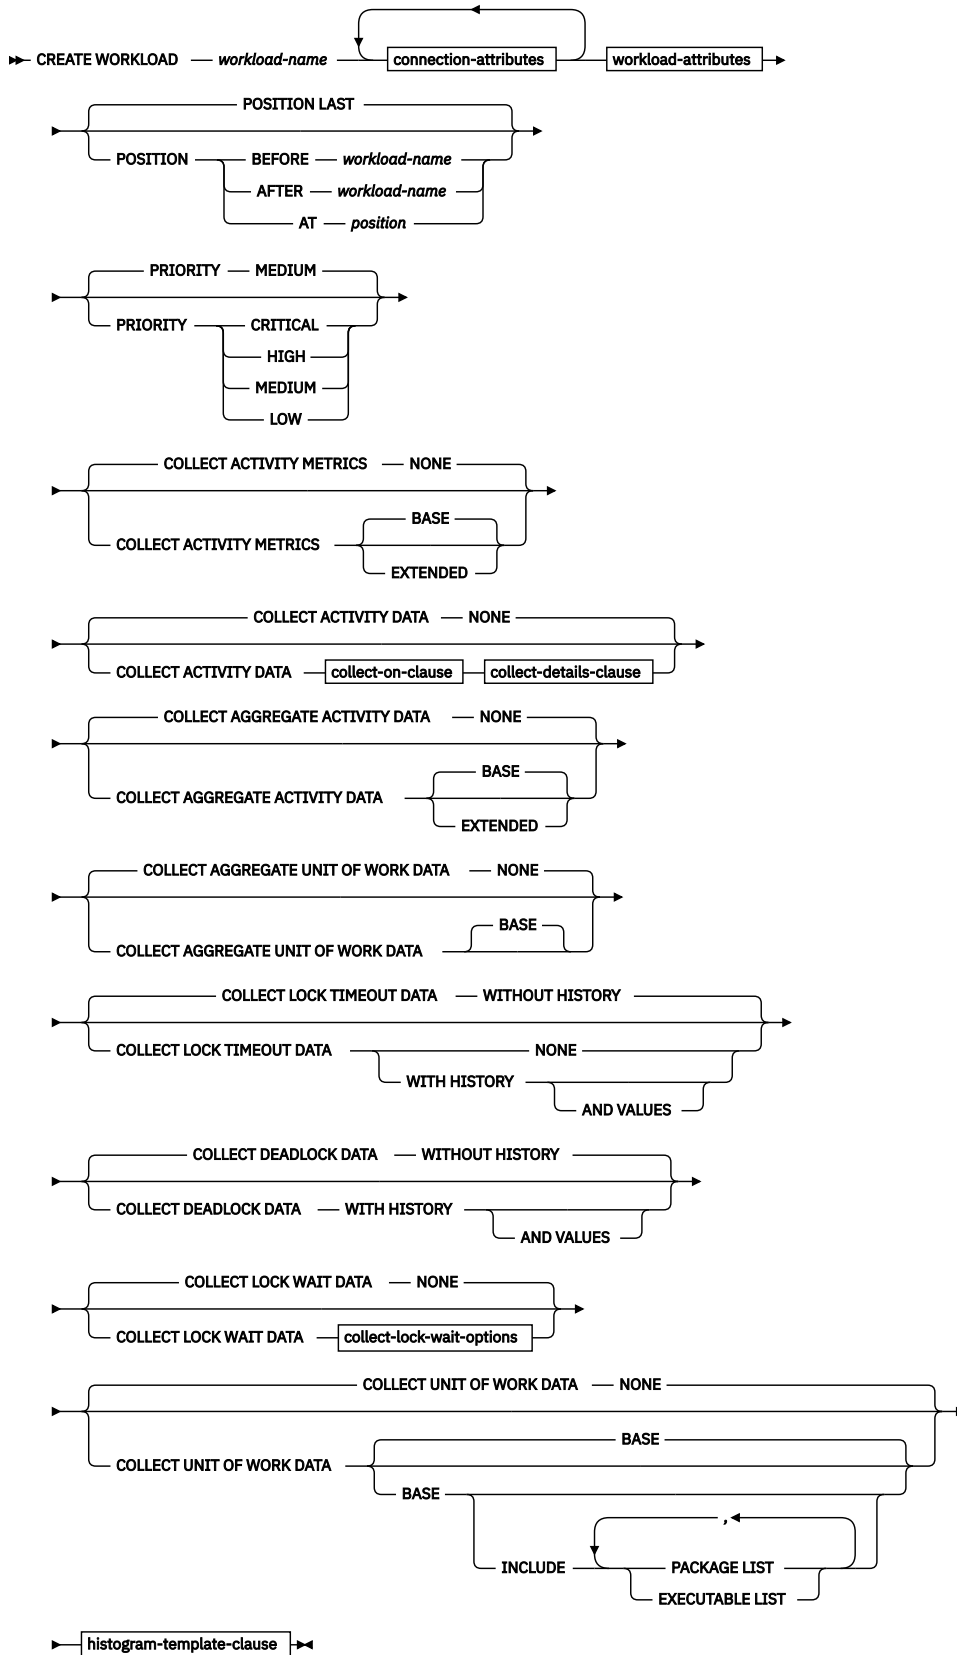 CREATE WORKLOAD workload-name connection-attributes workload-attributes
POSITION LAST
POSITION BEFORE workload-name
AFTER workload-name
AT position
PRIORITY MEDIUM
PRIORITY CRITICAL
HIGH
MEDIUM
LOW
COLLECT ACTIVITY METRICS NONE
BASE
COLLECT ACTIVITY METRICS
EXTENDED
COLLECT ACTIVITY DATA NONE
COLLECT ACTIVITY DATA collect-on-clause collect-details-clause
COLLECT AGGREGATE ACTIVITY DATA NONE
BASE
COLLECT AGGREGATE ACTIVITY DATA
EXTENDED
COLLECT AGGREGATE UNIT OF WORK DATA NONE
BASE
COLLECT AGGREGATE UNIT OF WORK DATA
COLLECT LOCK TIMEOUT DATA WITHOUT HISTORY
COLLECT LOCK TIMEOUT DATA NONE
WITH HISTORY
AND VALUES
COLLECT DEADLOCK DATA WITHOUT HISTORY
COLLECT DEADLOCK DATA WITH HISTORY
AND VALUES
COLLECT LOCK WAIT DATA NONE
COLLECT LOCK WAIT DATA collect-lock-wait-options
COLLECT UNIT OF WORK DATA NONE
BASE
COLLECT UNIT OF WORK DATA
BASE
,
INCLUDE PACKAGE LIST
EXECUTABLE LIST
histogram-template-clause